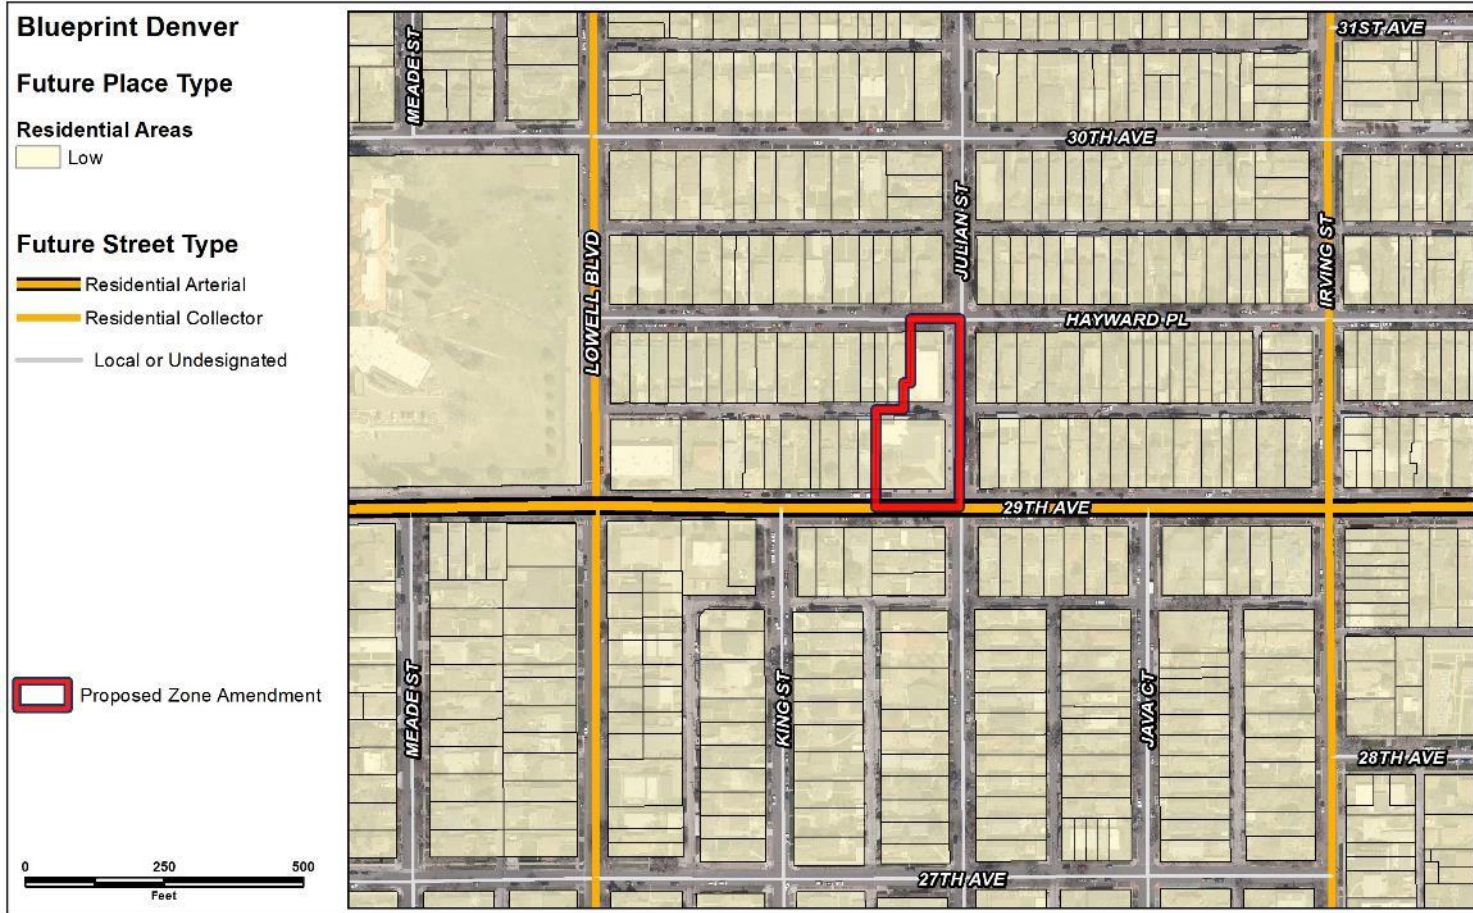 Blueprint Denver
Future Place Type
Residential Areas
Low
Future Street Type
Residential Arterial
Residential Collector
Local or Undesignated
Proposed Zone Amendment
0 250 500
Feet
MEADE ST
31ST AVE
30TH AVE
JULIAN ST
LOWELL BLVD
IRVING ST
HAYWARD PL
29TH AVE
MEADE ST
KING ST
JAVA CT
28TH AVE
27TH AVE